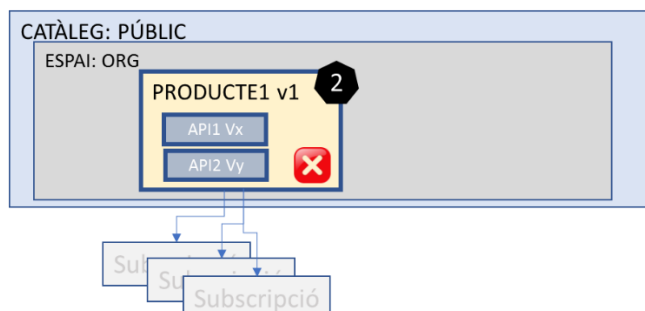 CATÀLEG: PÚBLIC
ESPAI: ORG
2
PRODUCTE1 v1
API1 Vx
API2 Vy
Subscripció